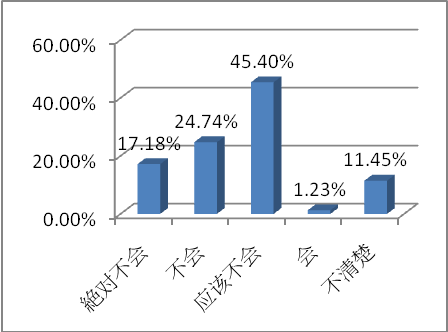 60.00%
40.00%
20.00%
0.00%
17.18%
24.74%
45.40%
1.23%
11.45%
絶对不会
不会
应该不会
会
不清楚